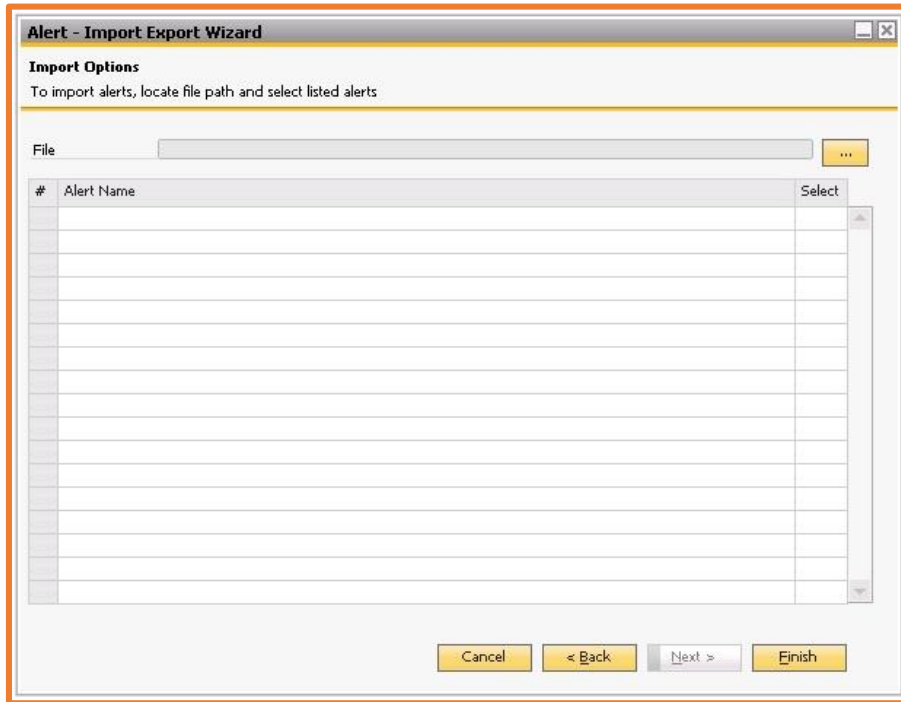 Alert - Import Export Wizard
Import Options
To import alerts, locate file path and select listed alerts
File ...
# Alert Name Select
Cancel < Back Next > Finish